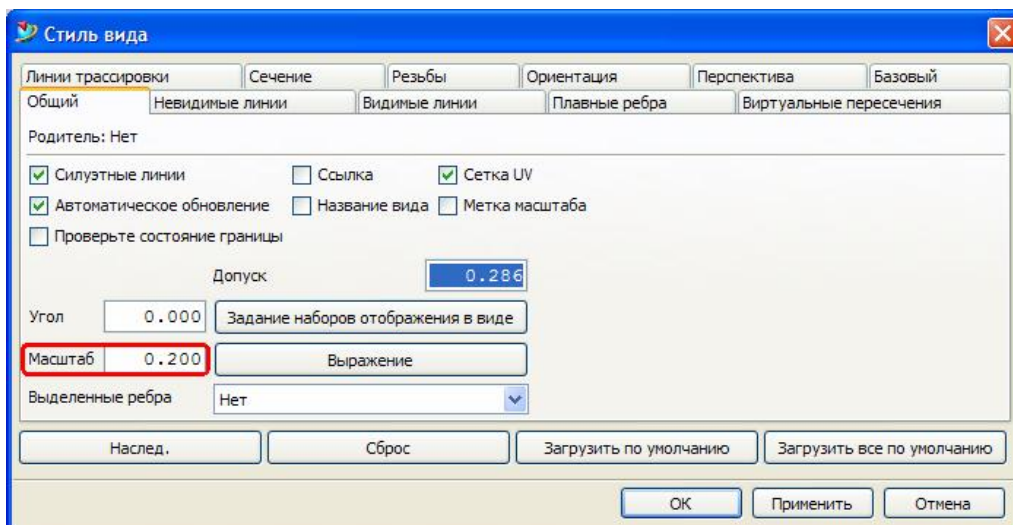 Стиль вида
Линии трассировки Сечение Резьбы Ориентация Перспектива Базовый
Общий Невидимые линии Видимые линии Плавные ребра Виртуальные пересечения
Родитель: Нет
Силуэтные линии Ссылка Сетка UV
Автоматическое обновление Название вида Метка масштаба
Проверьте состояние границы
Допуск 0.286
Угол 0.000 Задание наборов отображения в виде
Масштаб 0.200 Выражение
Выделенные ребра Нет
Наслед. Сброс Загрузить по умолчанию Загрузить все по умолчанию
ОК Применить Отмена